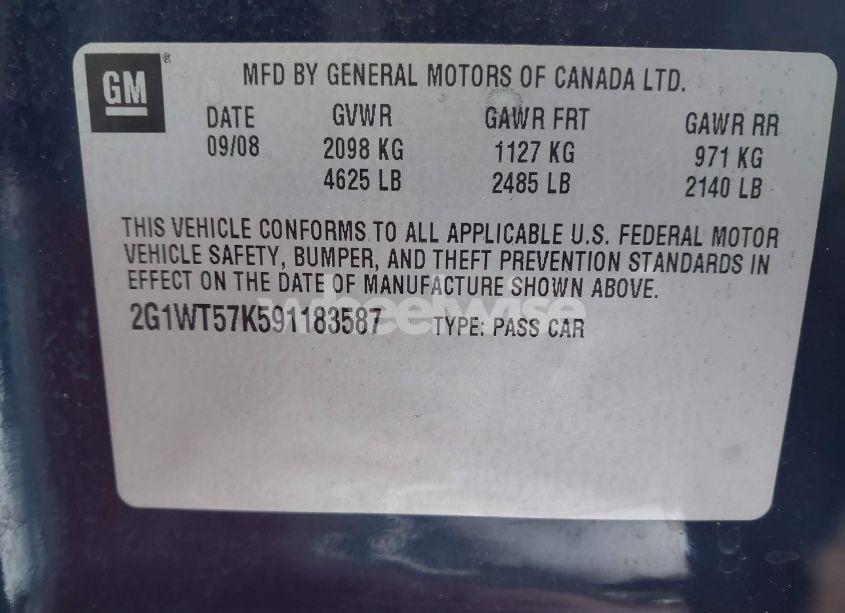 GM®
MFD BY GENERAL MOTORS OF CANADA LTD.
DATE GVWR GAWR FRT GAWR RR
09/08 2098 KG 1127 KG 971 KG
4625 LB 2485 LB 2140 LB
THIS VEHICLE CONFORMS TO ALL APPLICABLE U.S. FEDERAL MOTOR
VEHICLE SAFETY, BUMPER, AND THEFT PREVENTION STANDARDS IN
EFFECT ON THE DATE OF MANUFACTURE SHOWN ABOVE.
2G1WT57K591183587 TYPE: PASS CAR
wheelwise